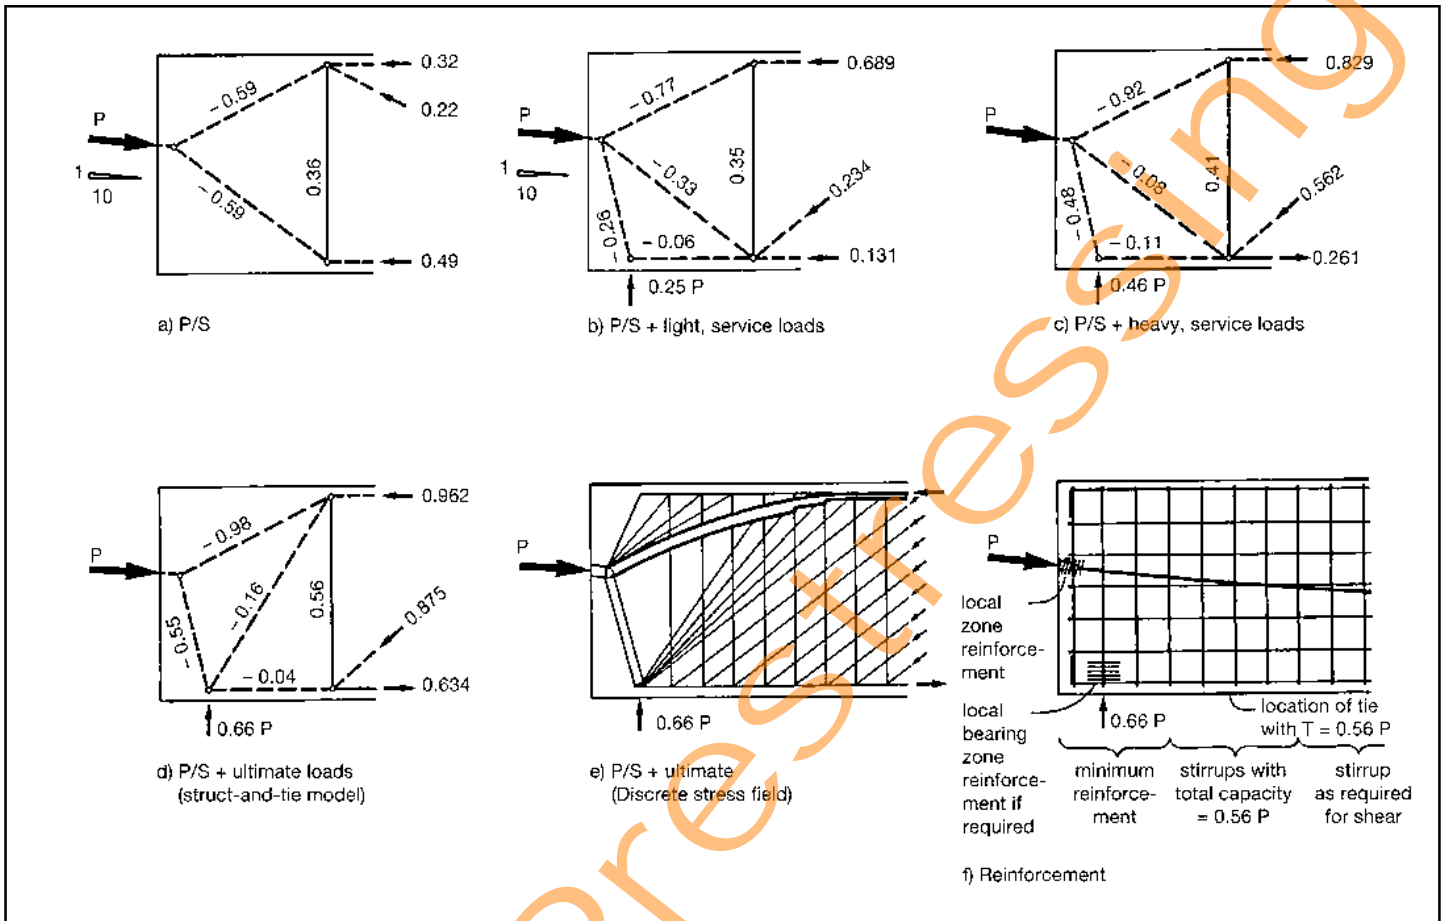 P
1
10
- 0.59
- 0.59
0.36
0.32
0.22
0.49
a) P/S
P
1
10
- 0.77
- 0.33
- 0.26
- 0.06
0.35
0.689
0.234
0.131
0.25 P
b) P/S + light, service loads
P
- 0.92
- 0.08
- 0.48
- 0.11
0.41
0.829
0.562
0.261
0.46 P
c) P/S + heavy, service loads
P
- 0.98
- 0.16
- 0.55
- 0.04
0.56
0.962
0.875
0.634
0.66 P
d) P/S + ultimate loads
(struct-and-tie model)
P
0.66 P
e) P/S + ultimate
(Discrete stress field)
P
local
zone
reinforce-
ment
local
bearing
zone
reinforce-
ment if
required
0.66 P
location of tie
with T = 0.56 P
minimum
reinforce-
ment
stirrups with
total capacity
= 0.56 P
stirrup
as required
for shear
f) Reinforcement
Prestressing